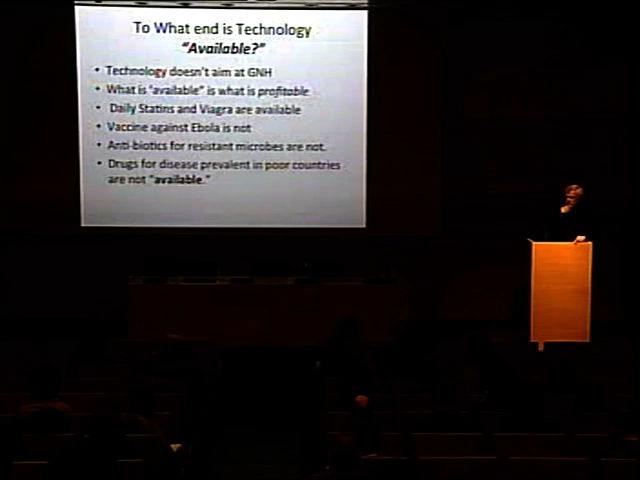 To What end is Technology
"Available?"
• Technology doesn't aim at GNH
• What is "available" is what is profitable
• Daily Statins and Viagra are available
• Vaccine against Ebola is not
• Anti-biotics for resistant microbes are not.
• Drugs for disease prevalent in poor countries
are not "available."